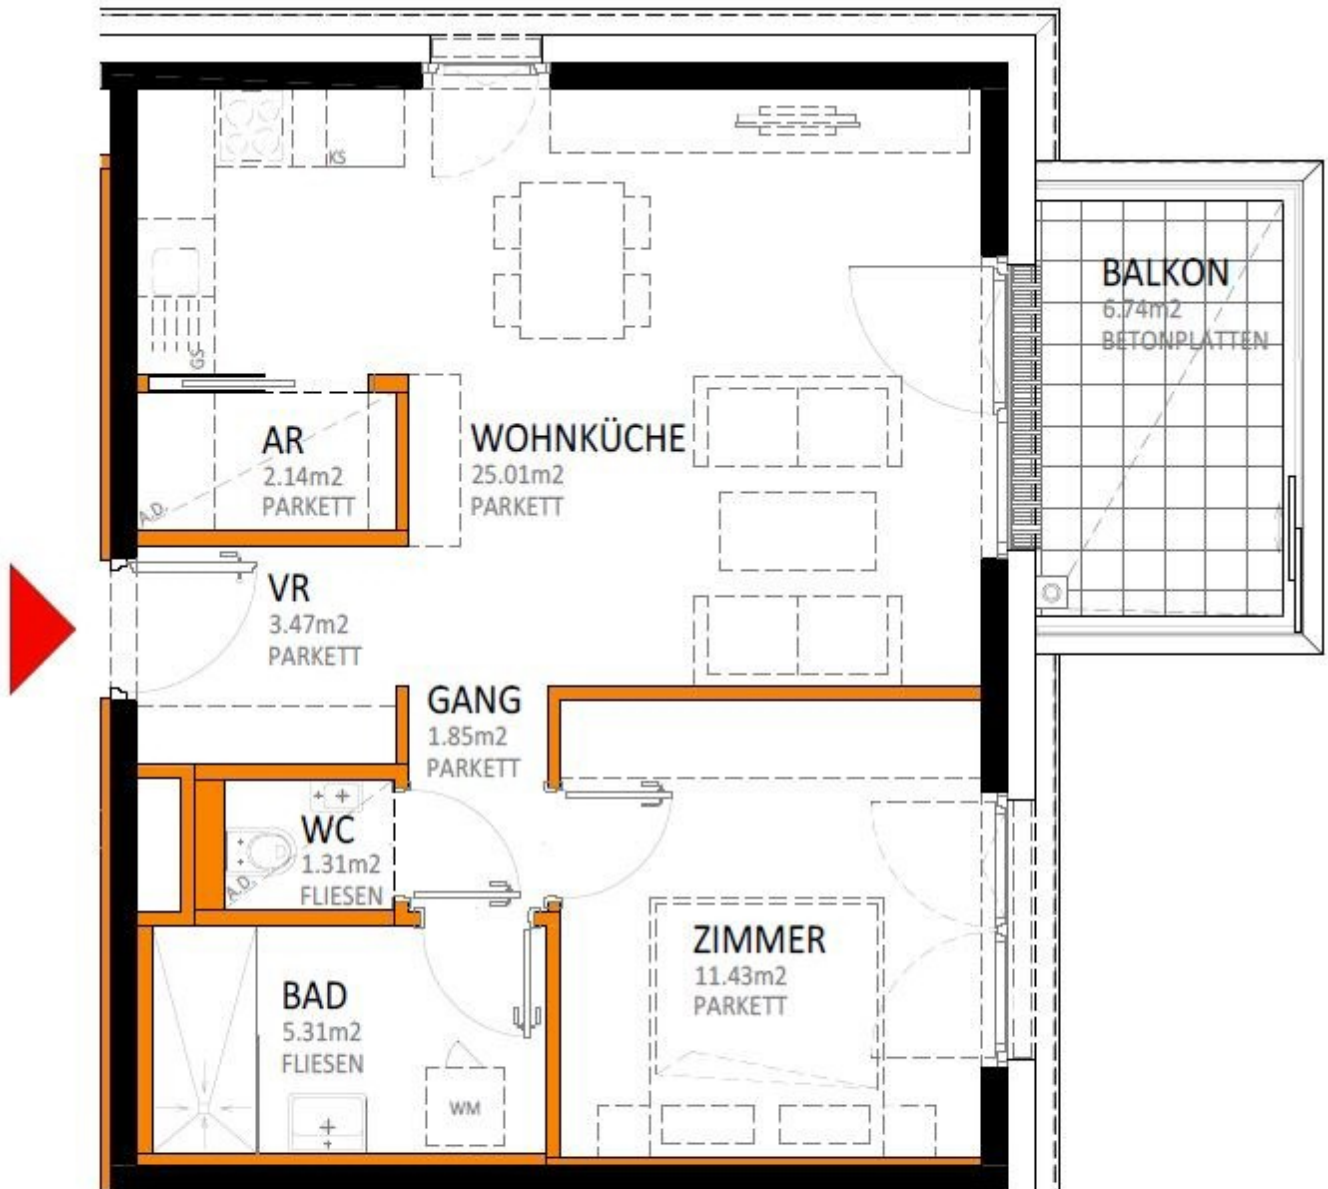 KS
BALKON
6.74m2
BETONPLATTEN
GS
AR
2.14m2
PARKETT
A.D.
WOHNKÜCHE
25.01m2
PARKETT
VR
3.47m2
PARKETT
GANG
1.85m2
PARKETT
WC
1.31m2
FLIESEN
A.D.
ZIMMER
11.43m2
PARKETT
BAD
5.31m2
FLIESEN
WM